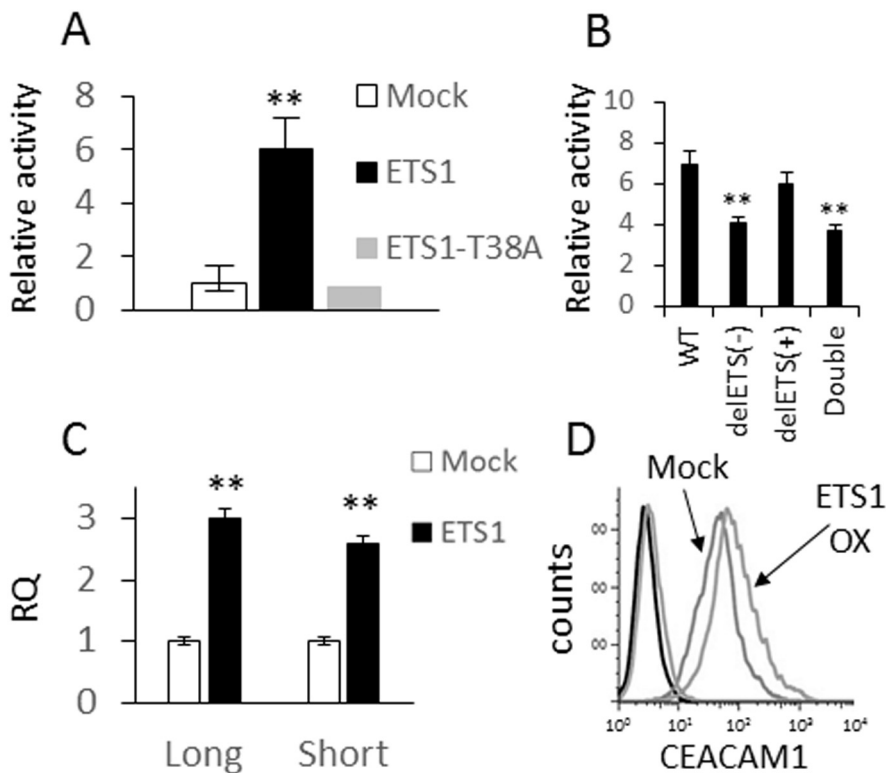 A
Relative activity
8
6
4
2
0
**
Mock
ETS1
ETS1-T38A
B
Relative activity
10
8
6
4
2
0
**
**
WT
delETS(-)
delETS(+)
Double
C
RQ
3
2
1
0
**
**
Mock
ETS1
Long
Short
D
Mock
ETS1
OX
counts
10⁰
10¹
10²
10³
10⁴
CEACAM1